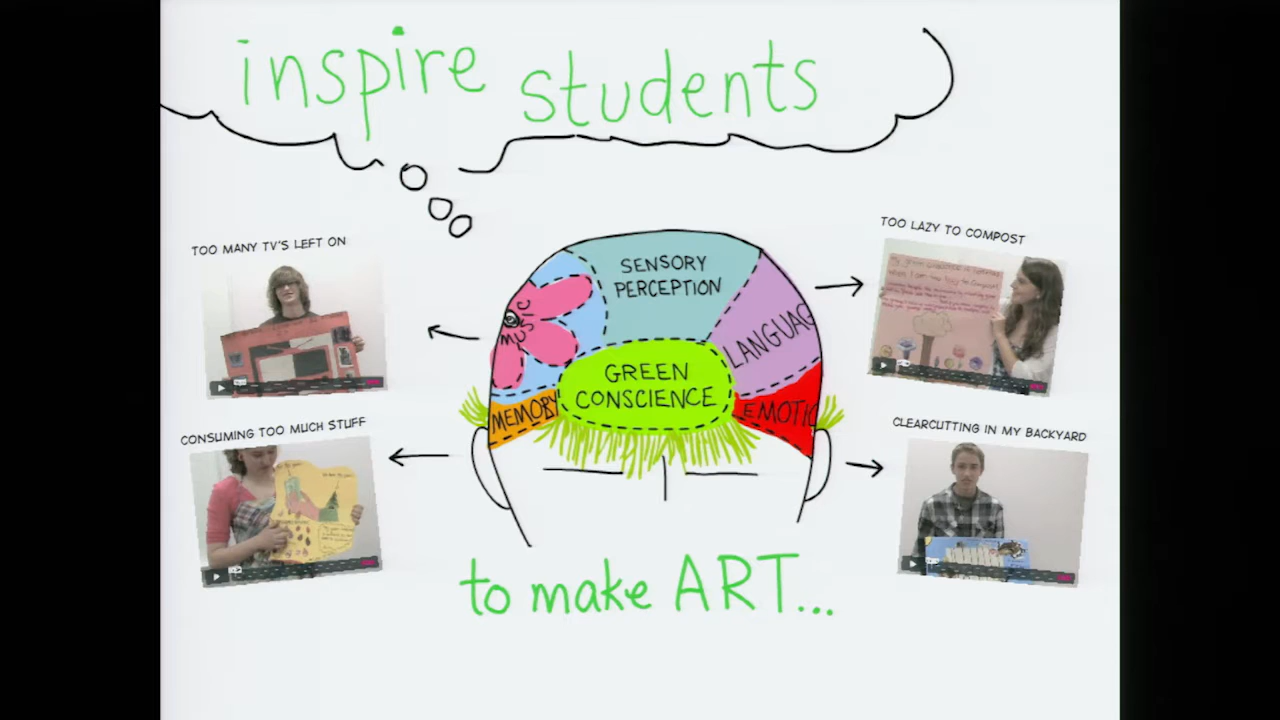 inspire students
TOO MANY TV'S LEFT ON
TOO LAZY TO COMPOST
SENSORY
PERCEPTION
MUSIC
LANGUAG
GREEN
CONSCIENCE
MEMORY
EMOTIO
CONSUMING TOO MUCH STUFF
CLEARCUTTING IN MY BACKYARD
to make ART...